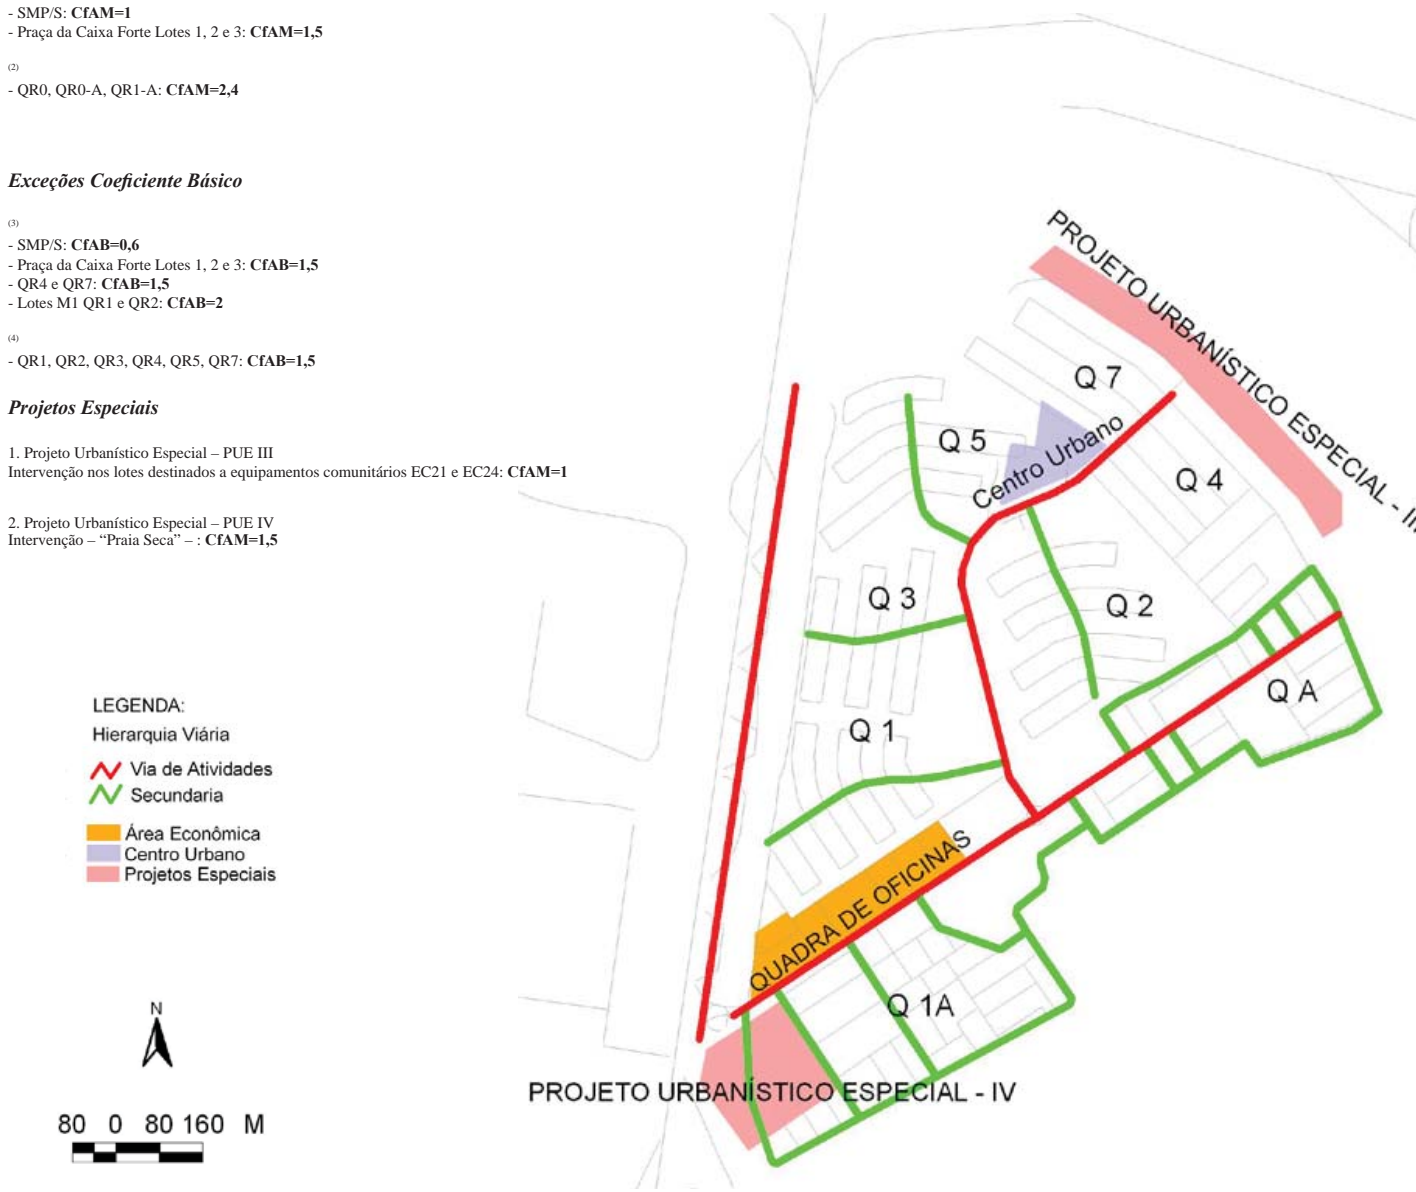 - SMP/S: CfAM=1
- Praça da Caixa Forte Lotes 1, 2 e 3: CfAM=1,5
(2)
- QR0, QR0-A, QR1-A: CfAM=2,4
Exceções Coeficiente Básico
(3)
- SMP/S: CfAB=0,6
- Praça da Caixa Forte Lotes 1, 2 e 3: CfAB=1,5
- QR4 e QR7: CfAB=1,5
- Lotes M1 QR1 e QR2: CfAB=2
(4)
- QR1, QR2, QR3, QR4, QR5, QR7: CfAB=1,5
Projetos Especiais
1. Projeto Urbanístico Especial – PUE III
Intervenção nos lotes destinados a equipamentos comunitários EC21 e EC24: CfAM=1
2. Projeto Urbanístico Especial – PUE IV
Intervenção – “Praia Seca” – : CfAM=1,5
LEGENDA:
Hierarquia Viária
Via de Atividades
Secundaria
Área Econômica
Centro Urbano
Projetos Especiais
N
80 0 80 160 M
PROJETO URBANÍSTICO ESPECIAL -
Q 7
Q 5
Centro Urbano
Q 4
Q 3
Q 2
Q A
Q 1
QUADRA DE OFICINAS
Q 1A
PROJETO URBANÍSTICO ESPECIAL - IV